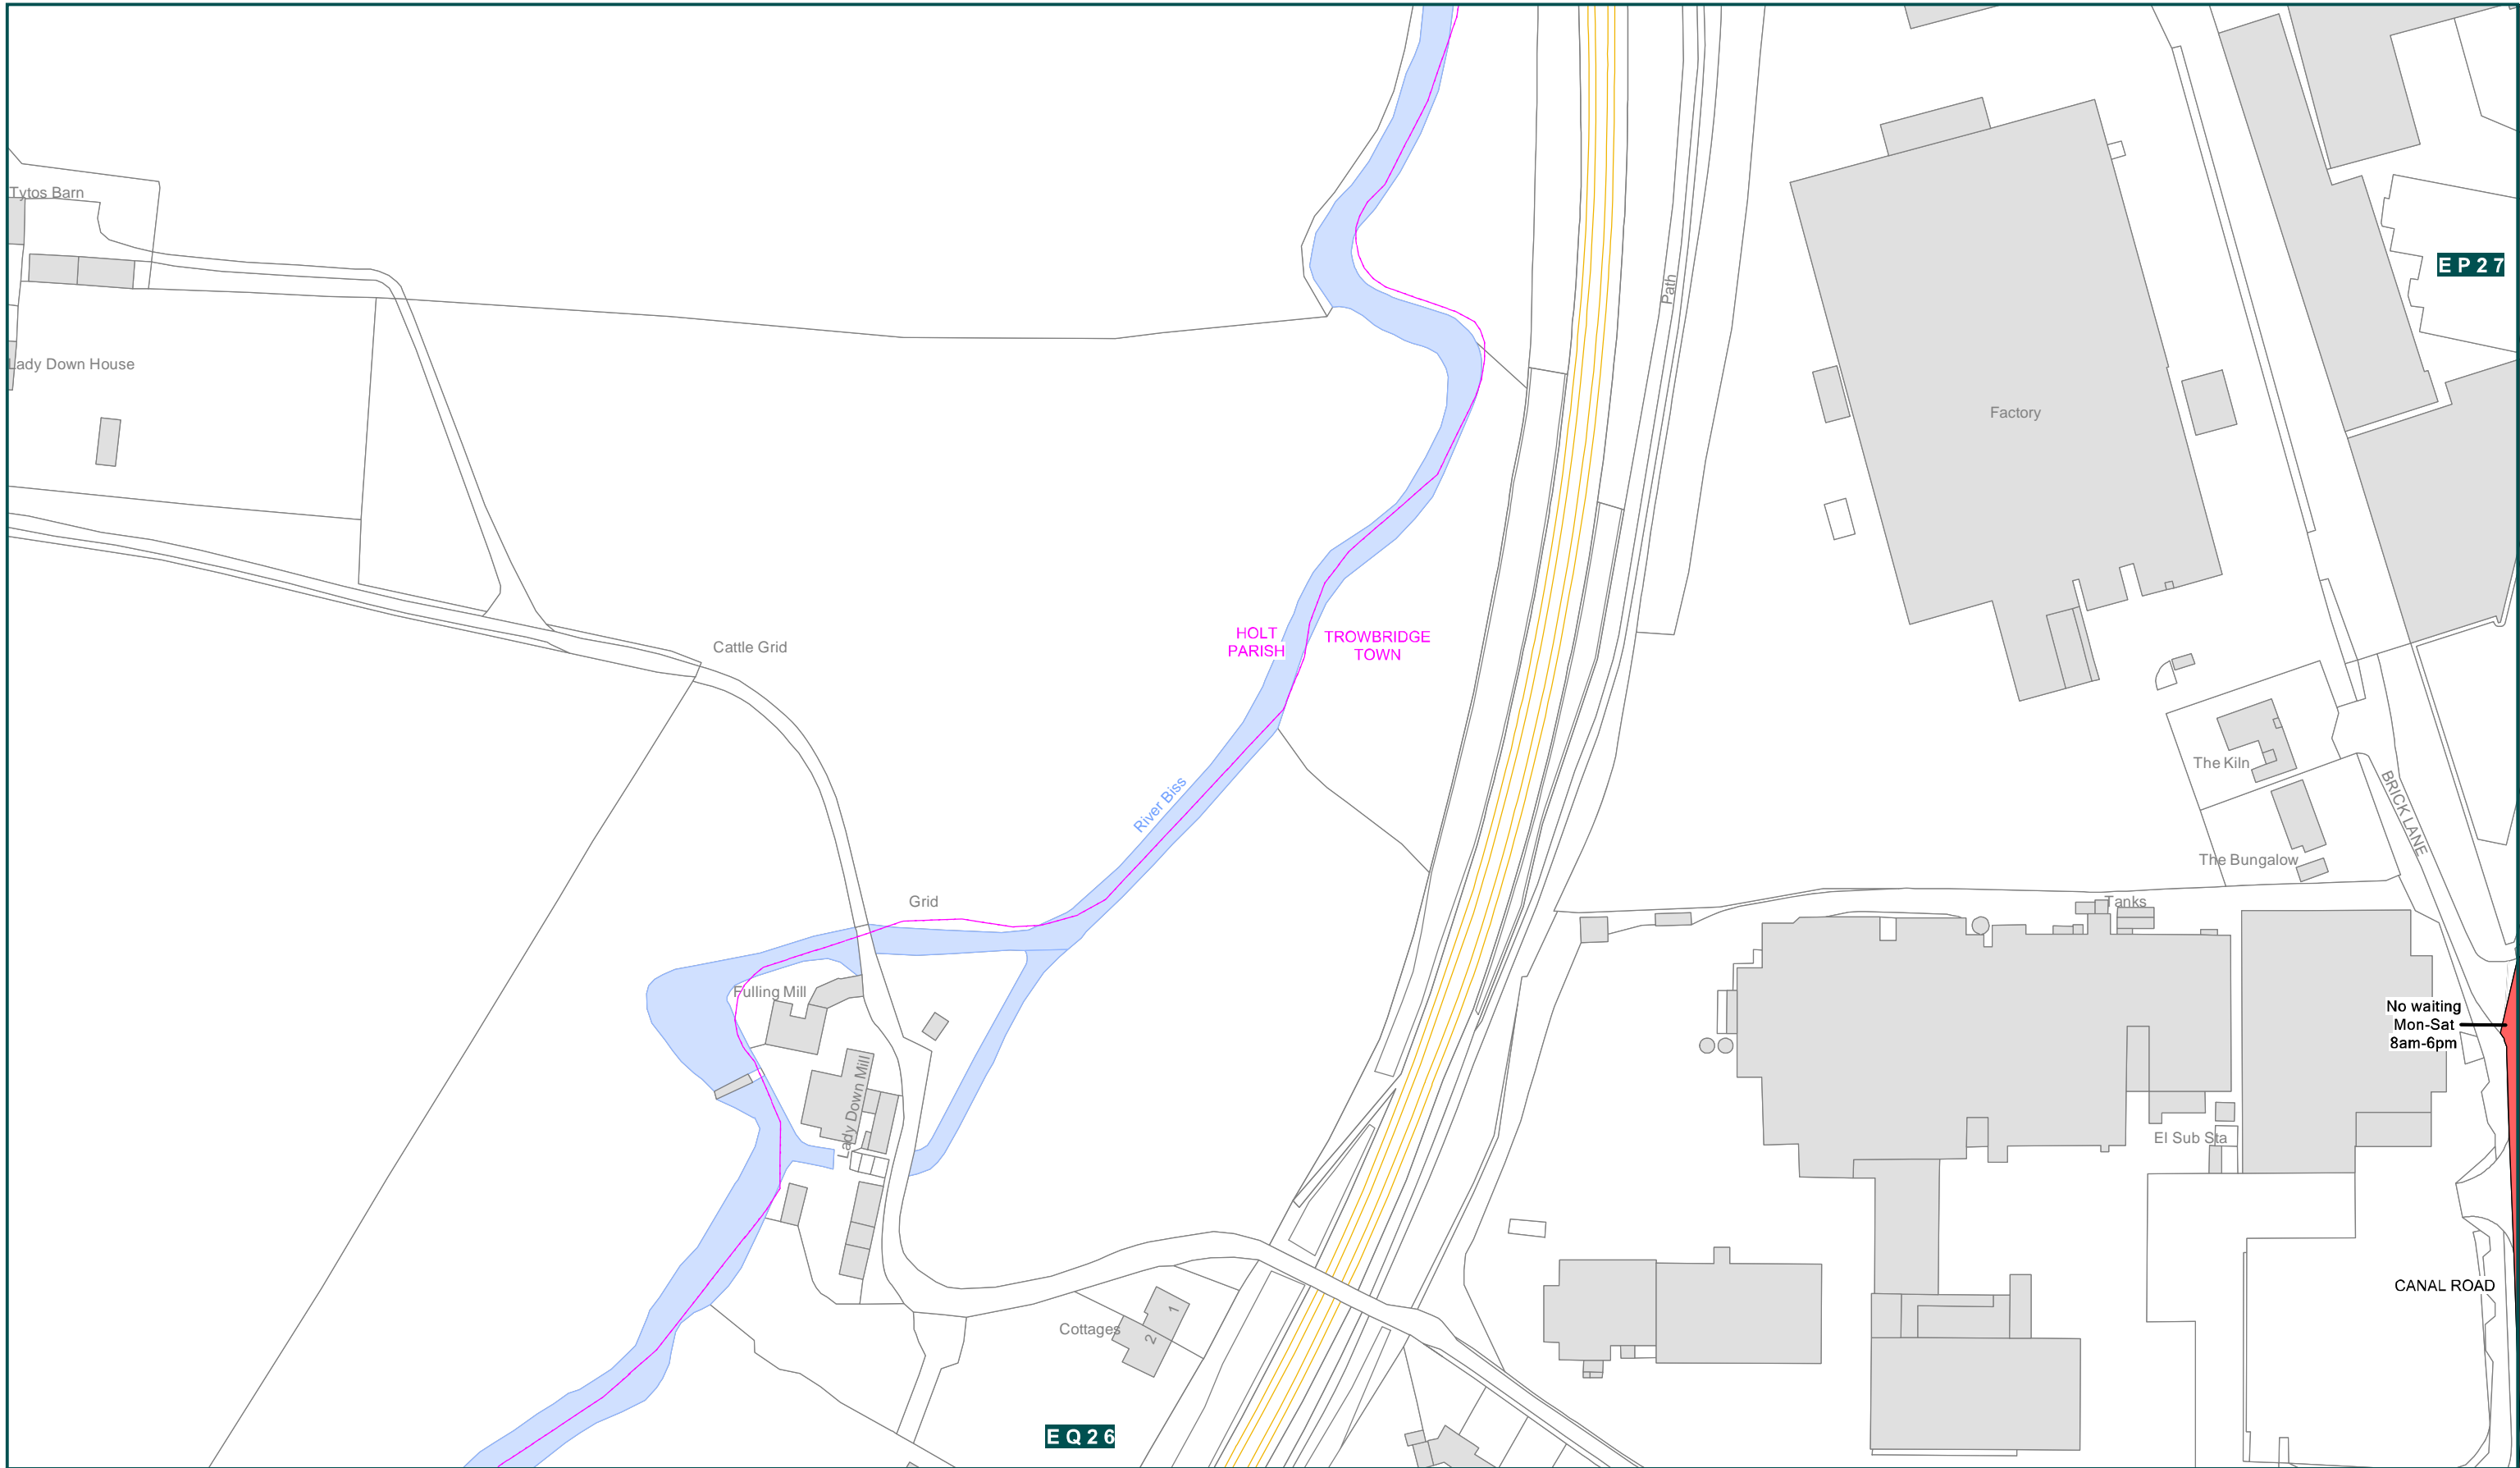 Tytos Barn
E P 2 7
Path
Lady Down House
Factory
HOLT
PARISH
TROWBRIDGE
TOWN
Cattle Grid
The Kiln
BRICK LANE
River Biss
The Bungalow
Grid
Tanks
Fulling Mill
No waiting
Mon-Sat
8am-6pm
Lady Down Mill
El Sub Sta
CANAL ROAD
1
Cottages
2
E Q 2 6